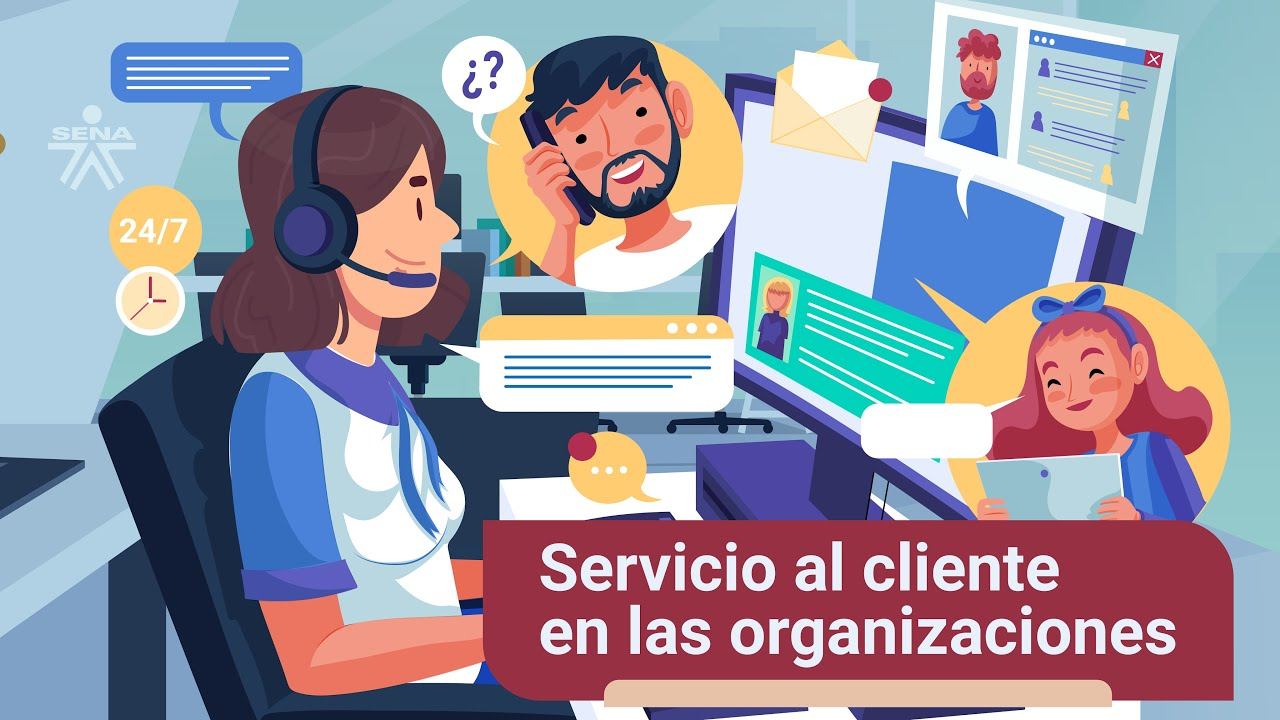 SENA
¿?
24/7
Servicio al cliente
en las organizaciones